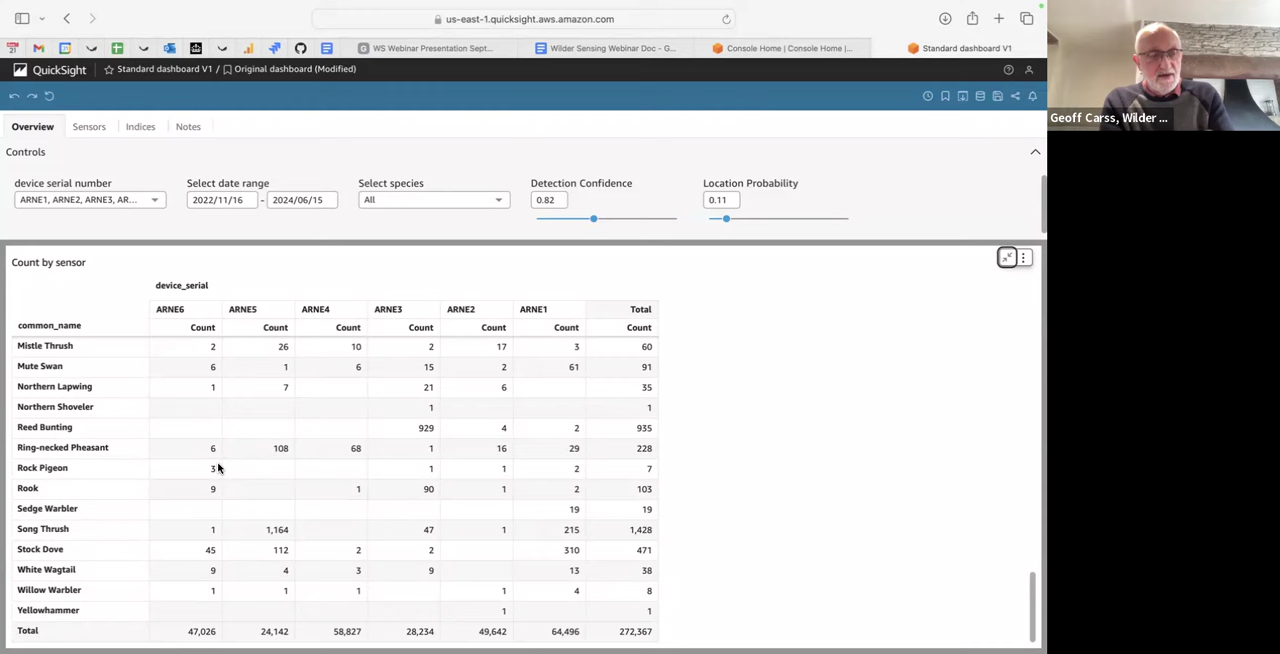 us-east-1.quicksight.aws.amazon.com
21
WS Webinar Presentation Sept...
Wilder Sensing Webinar Doc - G...
Console Home | Console Home |...
Standard dashboard V1
QuickSight
Standard dashboard V1 / Original dashboard (Modified)
Overview
Sensors
Indices
Notes
Controls
device serial number
Select date range
Select species
Detection Confidence
Location Probability
ARNE1, ARNE2, ARNE3, AR...
2022/11/16 - 2024/06/15
All
0.82
0.11
Count by sensor
device_serial
ARNE6 ARNE5 ARNE4 ARNE3 ARNE2 ARNE1 Total
common_name Count Count Count Count Count Count Count
Mistle Thrush 2 26 10 2 17 3 60
Mute Swan 6 1 6 15 2 61 91
Northern Lapwing 1 7 21 6 35
Northern Shoveler 1 1
Reed Bunting 929 4 2 935
Ring-necked Pheasant 6 108 68 1 16 29 228
Rock Pigeon 3 1 1 2 7
Rook 9 1 90 1 2 103
Sedge Warbler 19 19
Song Thrush 1 1,164 47 1 215 1,428
Stock Dove 45 112 2 2 310 471
White Wagtail 9 4 3 9 13 38
Willow Warbler 1 1 1 1 4 8
Yellowhammer 1 1
Total 47,026 24,142 58,827 28,234 49,642 64,496 272,367
Geoff Carss, Wilder ...